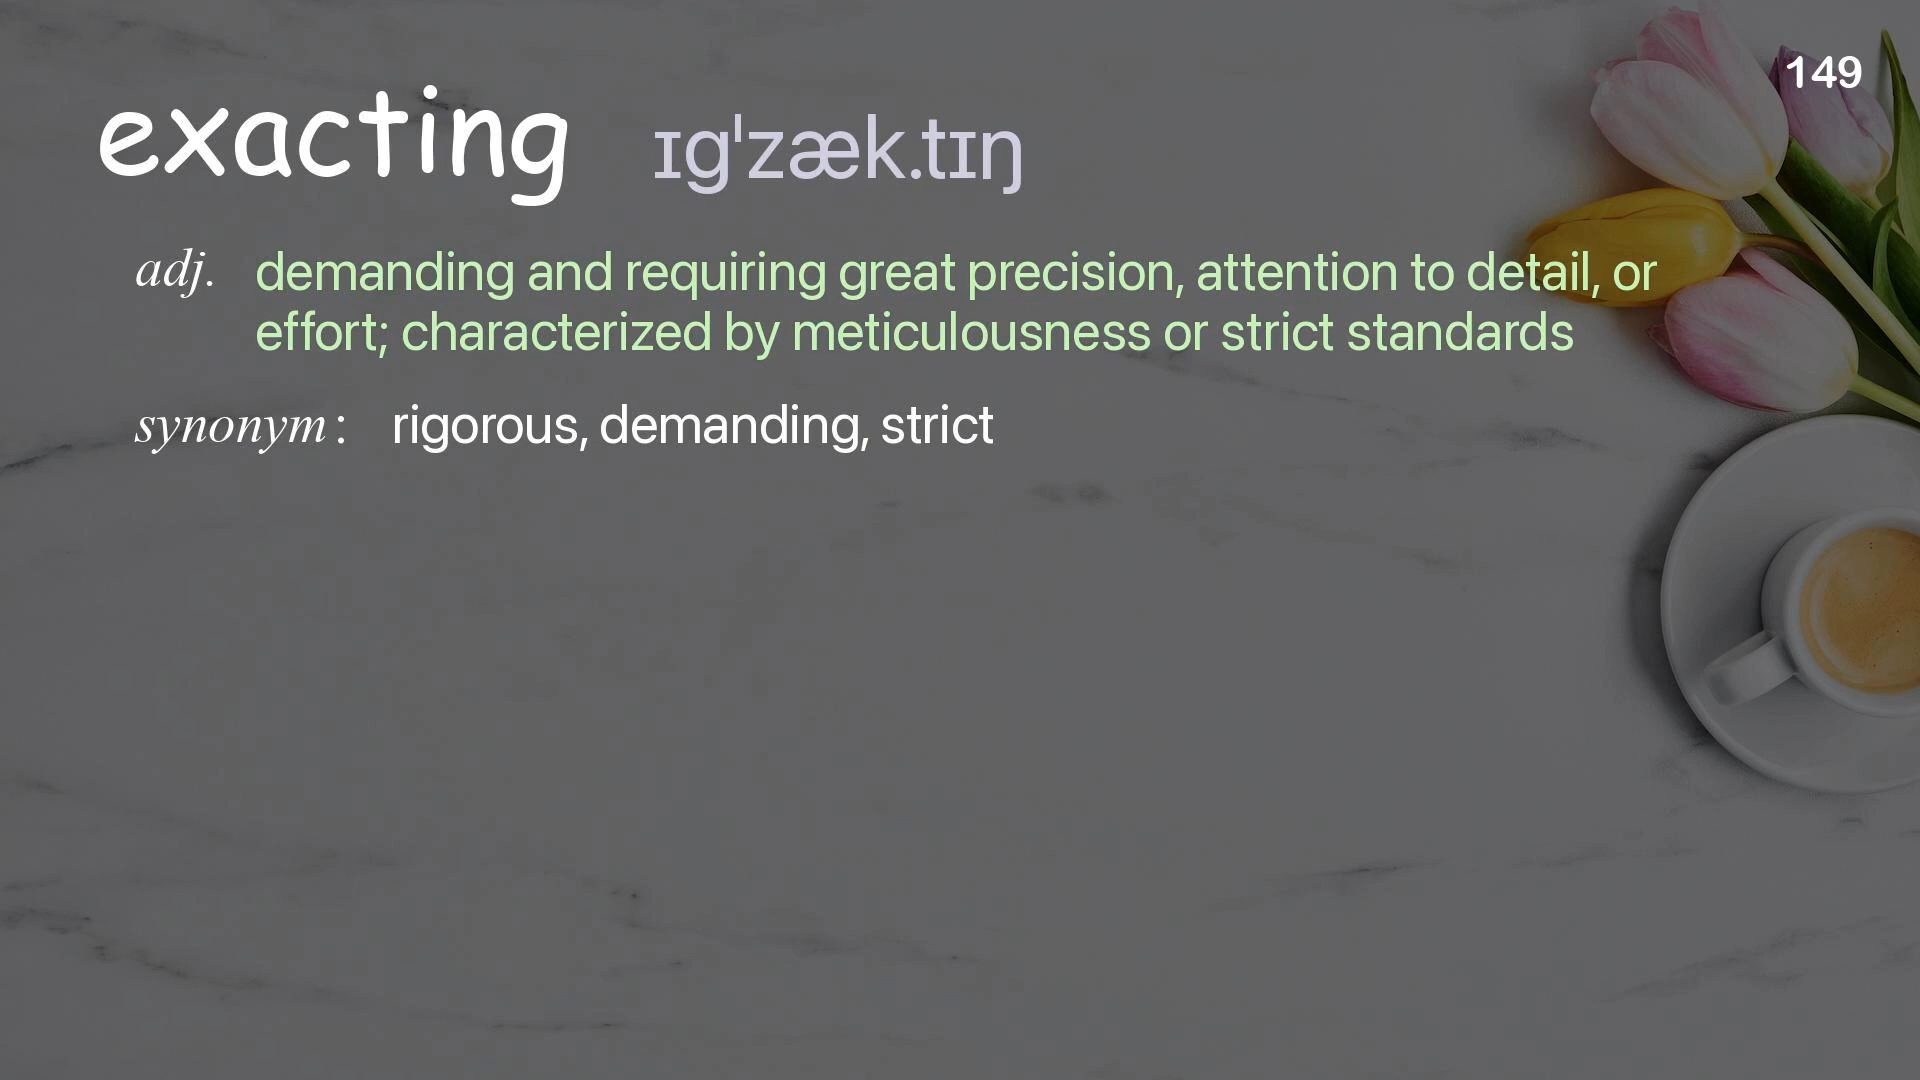 149
exacting ɪɡˈzæk.tɪŋ
adj. demanding and requiring great precision, attention to detail, or
effort; characterized by meticulousness or strict standards
synonym : rigorous, demanding, strict